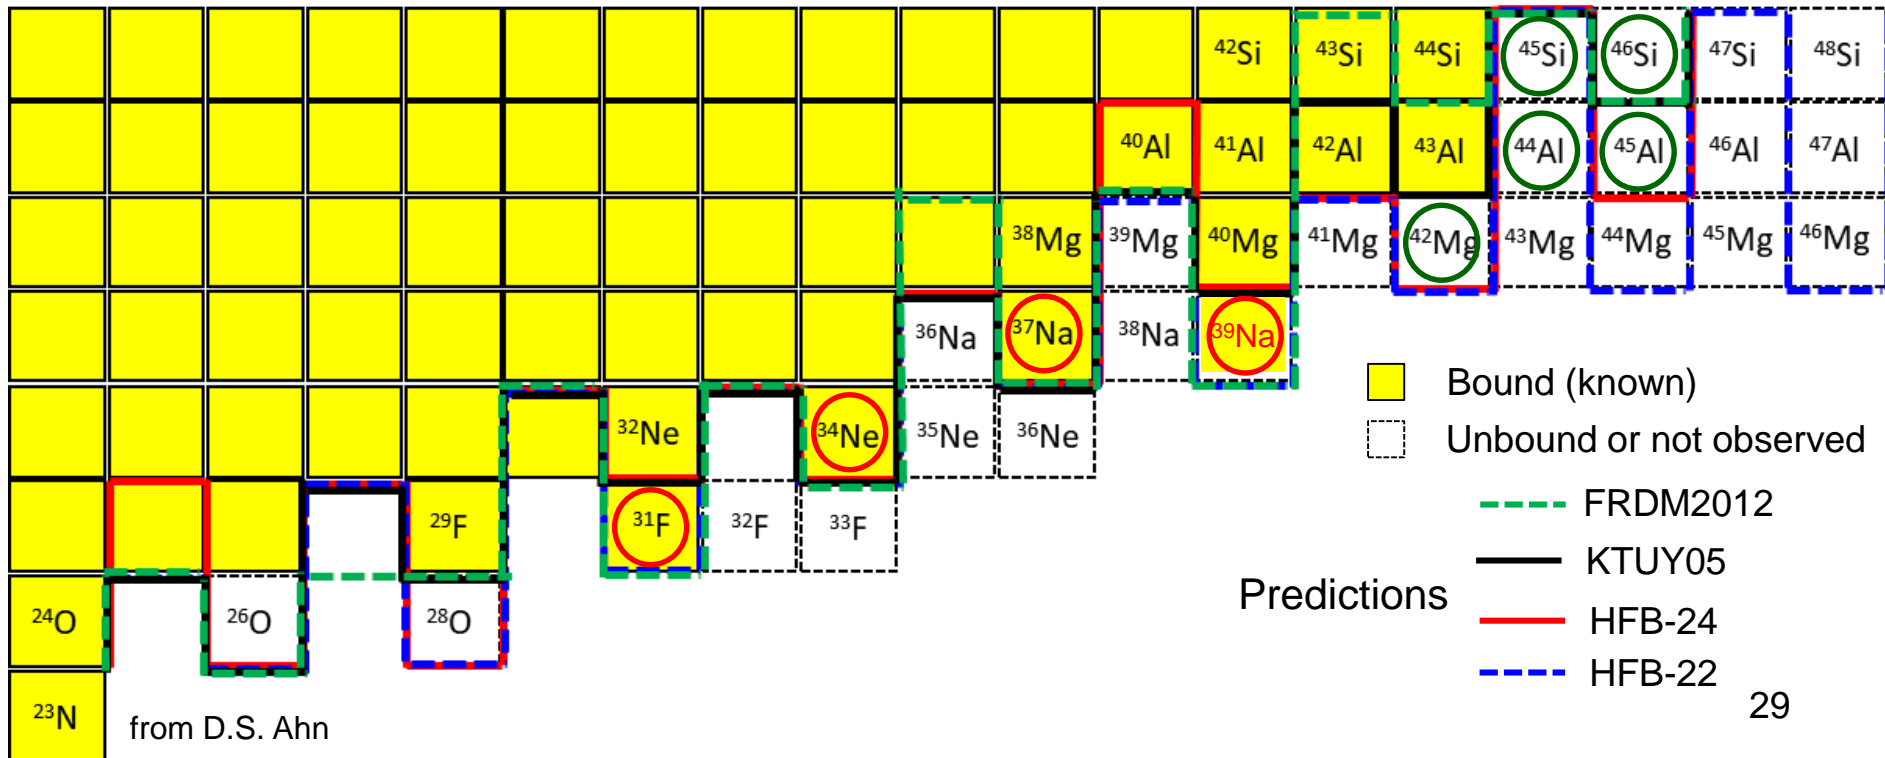 ⁴²Si ⁴³Si ⁴⁴Si ⁴⁵Si ⁴⁶Si ⁴⁷Si ⁴⁸Si
⁴⁰Al ⁴¹Al ⁴²Al ⁴³Al ⁴⁴Al ⁴⁵Al ⁴⁶Al ⁴⁷Al
³⁸Mg ³⁹Mg ⁴⁰Mg ⁴¹Mg ⁴²Mg ⁴³Mg ⁴⁴Mg ⁴⁵Mg ⁴⁶Mg
³⁶Na ³⁷Na ³⁸Na ³⁹Na
³²Ne ³⁴Ne ³⁵Ne ³⁶Ne
²⁹F ³¹F ³²F ³³F
²⁴O ²⁶O ²⁸O
²³N
from D.S. Ahn
Bound (known)
Unbound or not observed
Predictions
FRDM2012
KTUY05
HFB-24
HFB-22
29